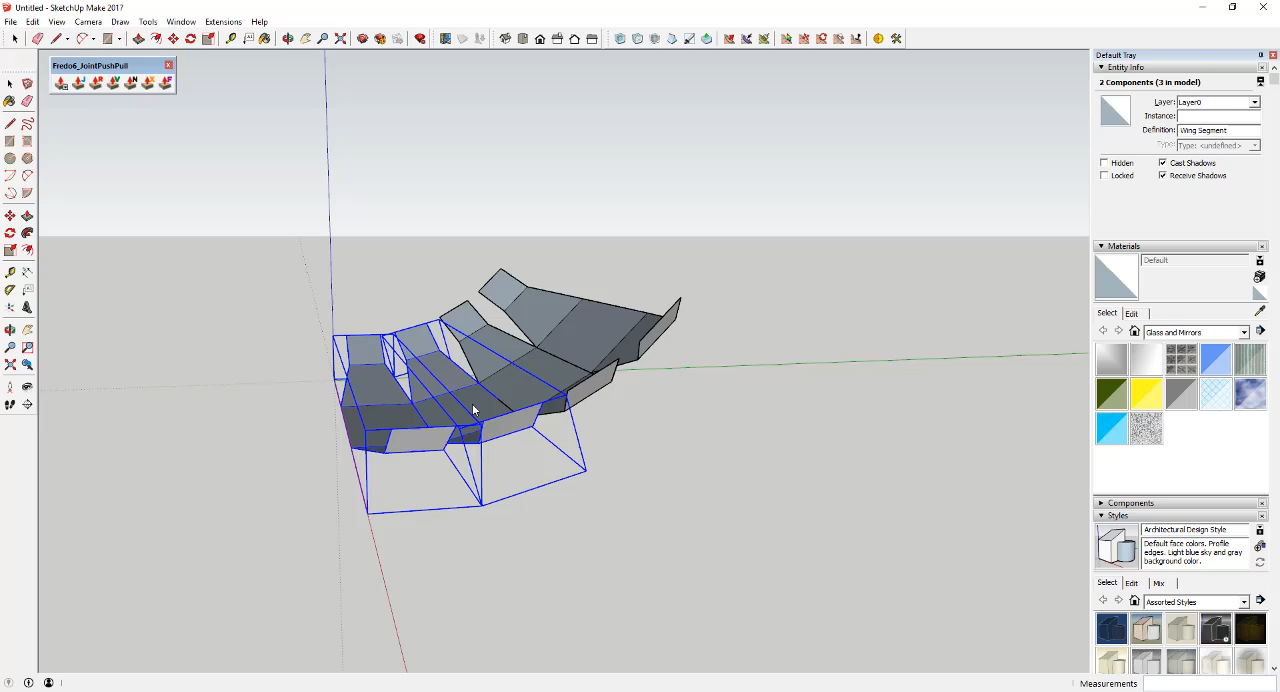 Untitled - SketchUp Make 2017
File Edit View Camera Draw Tools Window Extensions Help
Fredo6_JointPushPull
Default Tray
Entity Info
2 Components (3 in model)
Layer: Layer0
Instance:
Definition: Wing Segment
Type: Type: <undefined>
Hidden Cast Shadows
Locked Receive Shadows
Materials
Default
Select Edit
Glass and Mirrors
Components
Styles
Architectural Design Style
Default face colors. Profile
edges. Light blue sky and gray
background color.
Select Edit Mix
Assorted Styles
Measurements